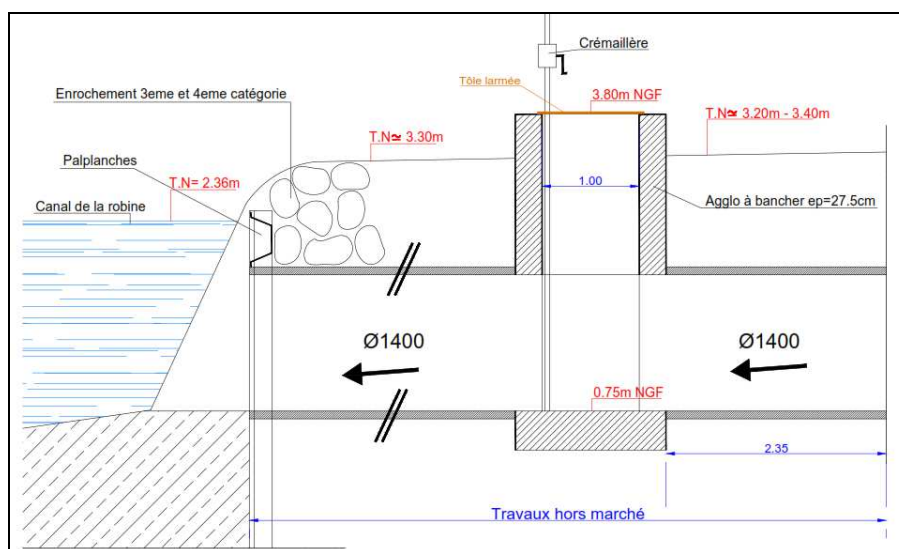 Crémaillère
Tôle larmée
Enrochement 3eme et 4eme catégorie
3.80m NGF
T.N≃ 3.30m
T.N≃ 3.20m - 3.40m
Palplanches
T.N= 2.36m
1.00
Agglo à bancher ep=27.5cm
Canal de la robine
Ø1400
Ø1400
0.75m NGF
2.35
Travaux hors marché